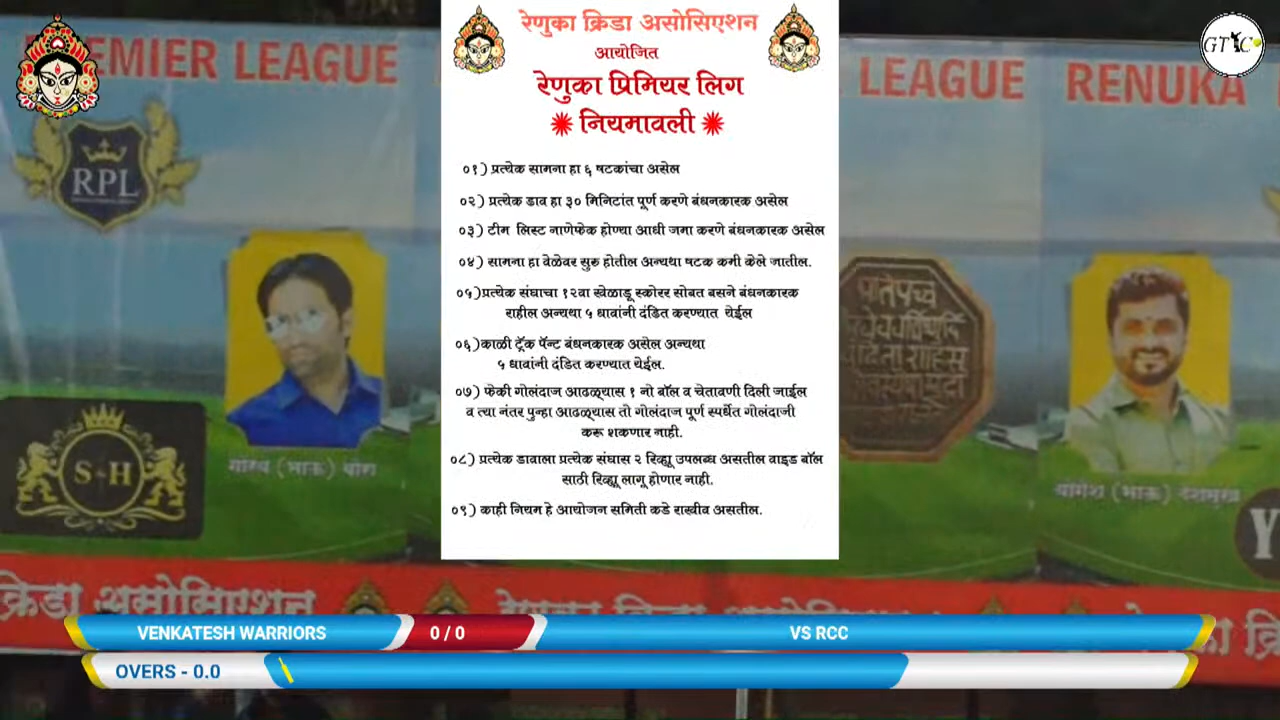 रेणुका क्रिडा असोसिएशन
आयोजित
रेणुका प्रिमियर लिग
नियमावली
०१) प्रत्येक सामना हा ६ षटकांचा असेल
०२) प्रत्येक डाव हा ३० मिनिटांत पूर्ण करणे बंधनकारक असेल
०३) टीम लिस्ट नाणेफेक होण्या आधी जमा करणे बंधनकारक असेल
०४) सामना हा वेळेवर सुरु होतील अन्यथा षटक कमी केले जातील.
०५)प्रत्येक संघाचा १२वा खेळाडू स्कोरर सोबत बसने बंधनकारक
राहील अन्यथा ५ धावांनी दंडित करण्यात येईल
०६)काळी ट्रॅक पॅन्ट बंधनकारक असेल अन्यथा
५ धावांनी दंडित करण्यात येईल.
०७) फेकी गोलंदाज आढळ्यास १ नो बॉल व चेतावणी दिली जाईल
व त्या नंतर पुन्हा आढळ्यास तो गोलंदाज पूर्ण स्पर्धेत गोलंदाजी
करू शकणार नाही.
०८) प्रत्येक डावाला प्रत्येक संघास २ रिव्ह्यू उपलब्ध असतील वाइड बॉल
साठी रिव्ह्यू लागू होणार नाही.
०९) काही नियम हे आयोजन समिती कडे राखीव असतील.
EMIER LEAGUE
LEAGUE RENUKA
GTC
RPL
S H
योगेश (भाऊ) देशमुख
Y
क्रिडा असोसिएशन
VENKATESH WARRIORS 0 / 0 VS RCC
OVERS - 0.0